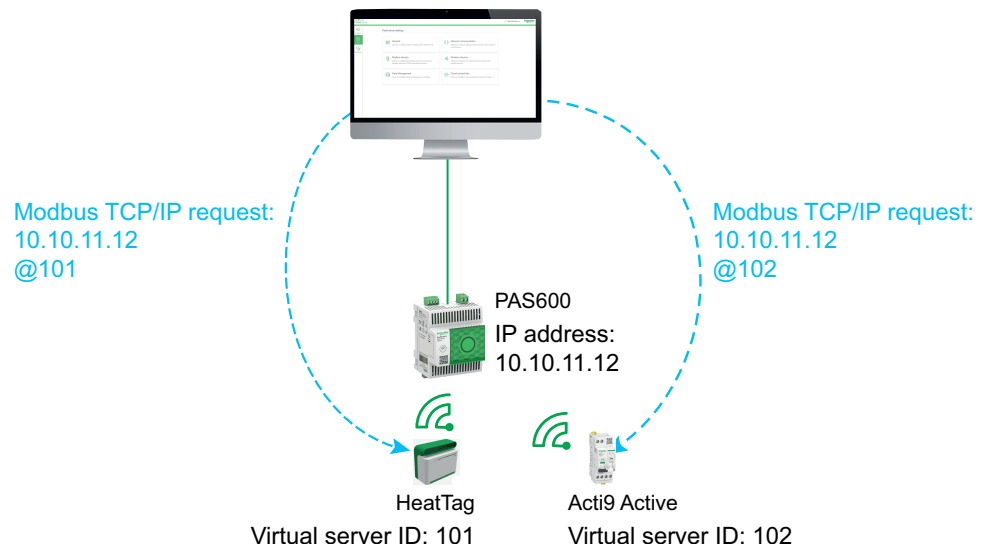 Modbus TCP/IP request:
10.10.11.12
@101
Modbus TCP/IP request:
10.10.11.12
@102
PAS600
IP address:
10.10.11.12
HeatTag
Virtual server ID: 101
Acti9 Active
Virtual server ID: 102